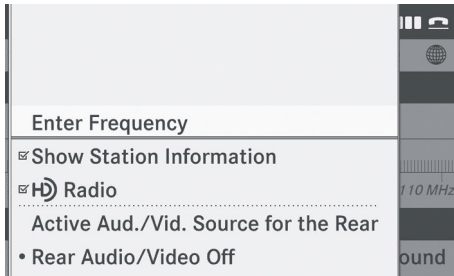 Enter Frequency
Show Station Information
HD Radio
110 MHz
Active Aud./Vid. Source for the Rear
• Rear Audio/Video Off
ound